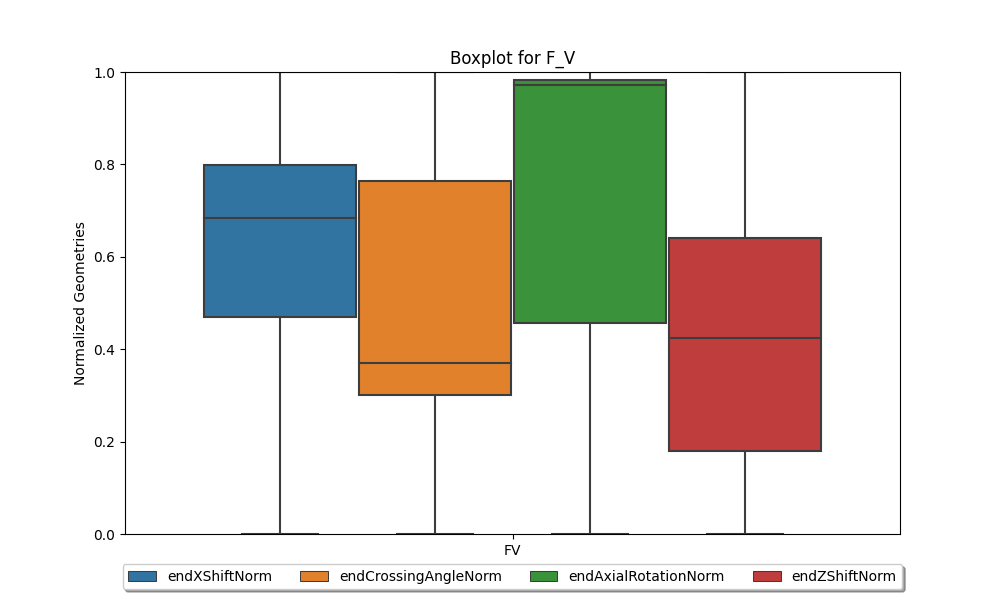 Boxplot for F_V
1.0
0.8
0.6
0.4
0.2
0.0
Normalized Geometries
FV
endXShiftNorm endCrossingAngleNorm endAxialRotationNorm endZShiftNorm